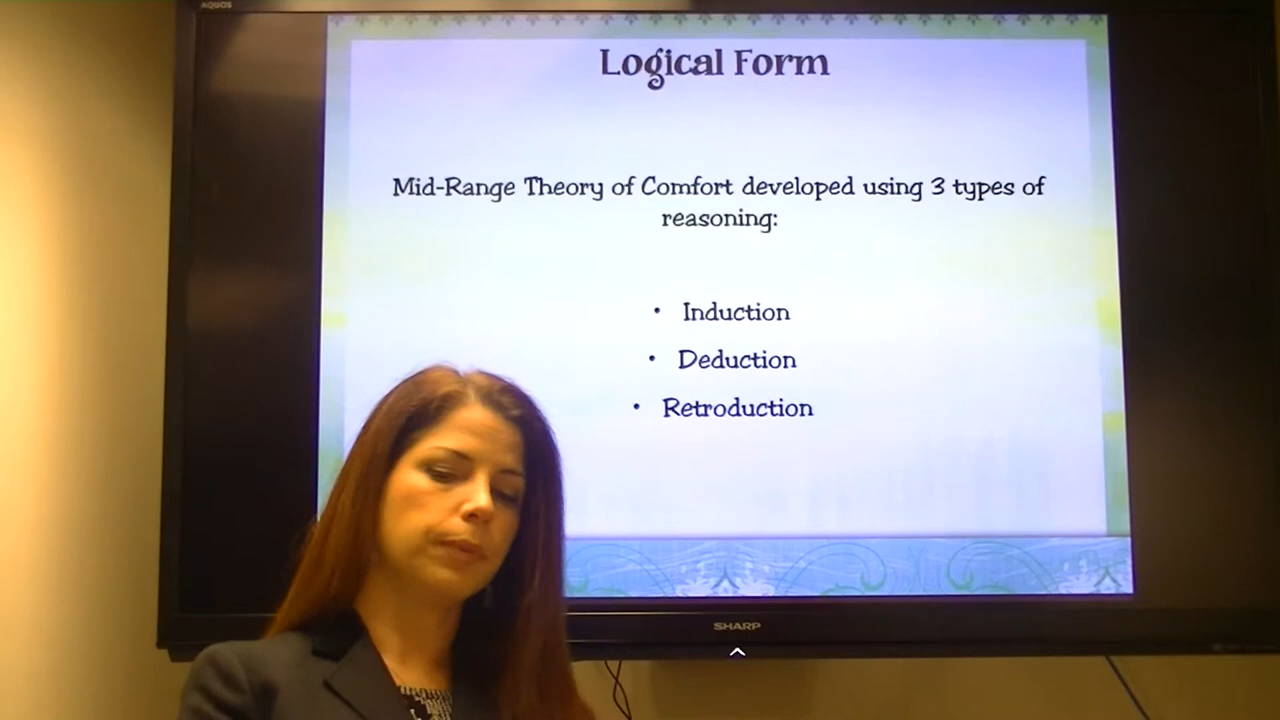 AQUOS
Logical Form
Mid-Range Theory of Comfort developed using 3 types of
reasoning:
• Induction
• Deduction
• Retroduction
SHARP